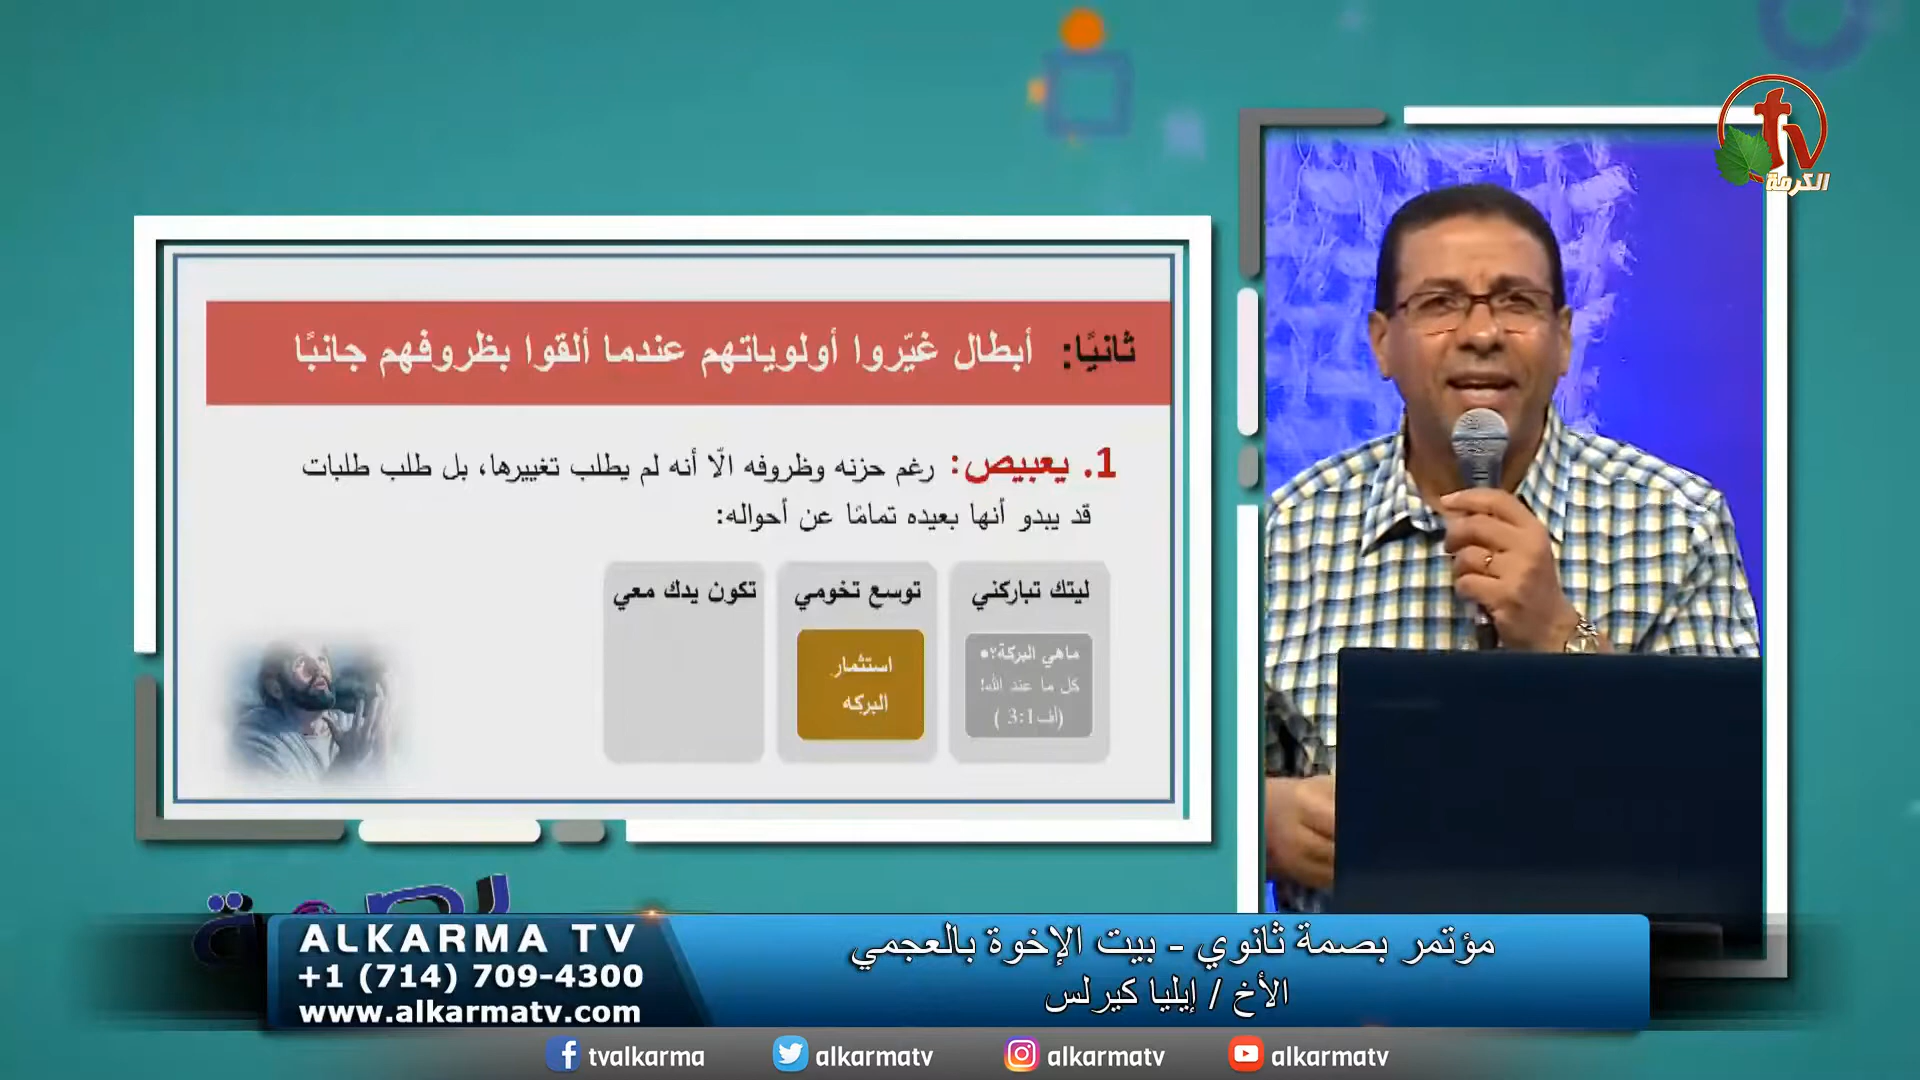 tv
الكرمة
ثانيًا: أبطال غيّروا أولوياتهم عندما ألقوا بظروفهم جانبًا
1. يعبيص: رغم حزنه وظروفه الّا أنه لم يطلب تغييرها، بل طلب طلبات
قد يبدو أنها بعيده تمامًا عن أحواله:
ليتك تباركني
ماهي البركة؟•
كل ما عند الله!
(أف3:1 )
توسع تخومي
استثمار
البركه
تكون يدك معي
بصمة
ALKARMA TV
+1 (714) 709-4300
www.alkarmatv.com
مؤتمر بصمة ثانوي - بيت الإخوة بالعجمي
الأخ / إيليا كيرلس
tvalkarma
alkarmatv
alkarmatv
alkarmatv